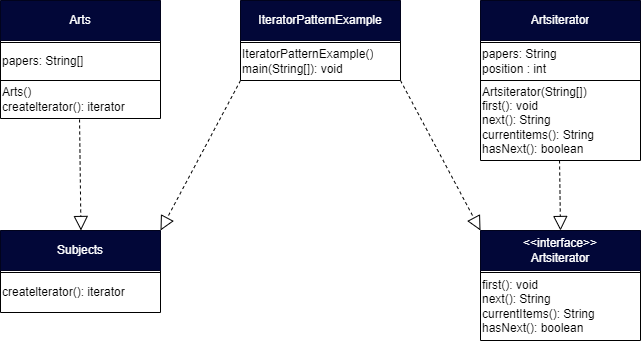 Arts
papers: String[]
Arts()
createIterator(): iterator
IteratorPatternExample
IteratorPatternExample()
main(String[]): void
Artsiterator
papers: String
position : int
Artsiterator(String[])
first(): void
next(): String
currentitems(): String
hasNext(): boolean
Subjects
createIterator(): iterator
<<interface>>
Artsiterator
first(): void
next(): String
currentItems(): String
hasNext(): boolean